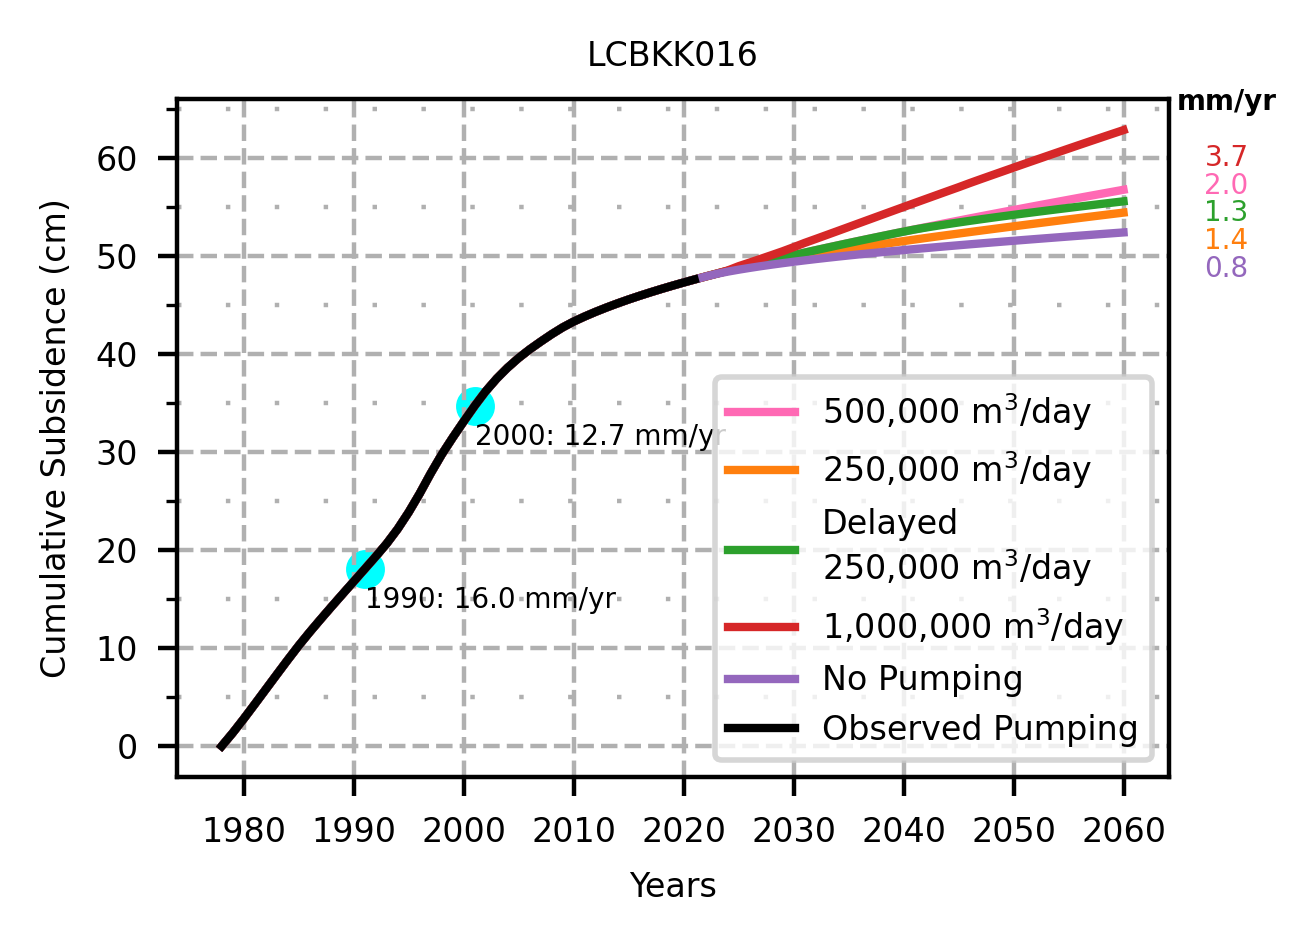 LCBKK016
mm/yr
3.7
2.0
1.3
1.4
0.8
60
50
40
30
20
10
0
Cumulative Subsidence (cm)
2000: 12.7 mm/yr
1990: 16.0 mm/yr
500,000 m³/day
250,000 m³/day
Delayed
250,000 m³/day
1,000,000 m³/day
No Pumping
Observed Pumping
1980 1990 2000 2010 2020 2030 2040 2050 2060
Years